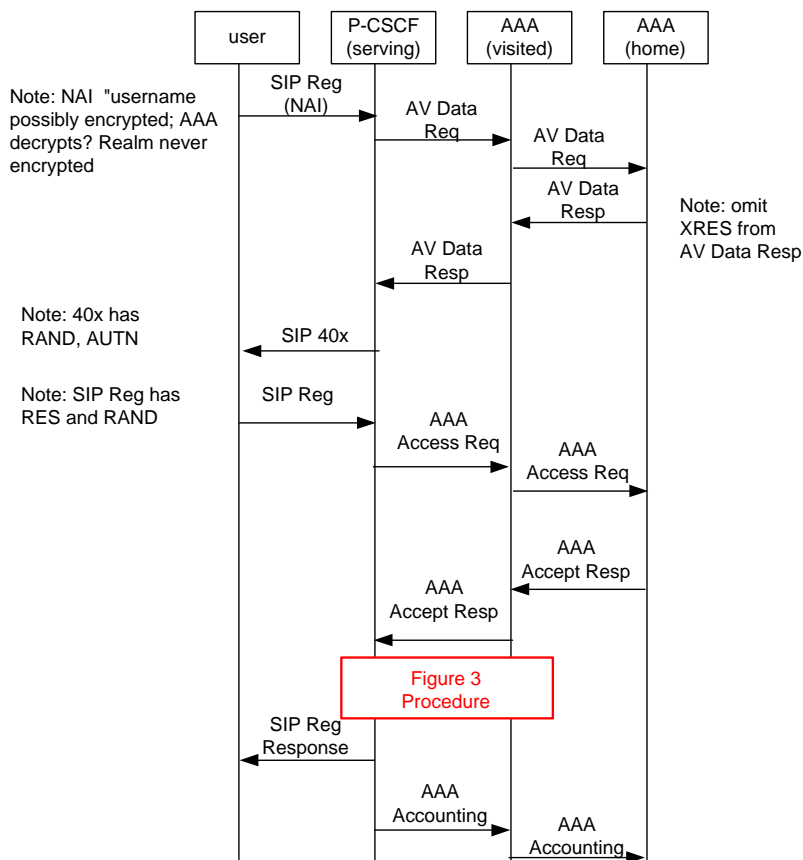 user
P-CSCF
(serving)
AAA
(visited)
AAA
(home)
Note: NAI "username
possibly encrypted; AAA
decrypts? Realm never
encrypted
SIP Reg
(NAI)
AV Data
Req
AV Data
Req
AV Data
Resp
Note: omit
XRES from
AV Data Resp
AV Data
Resp
Note: 40x has
RAND, AUTN
SIP 40x
Note: SIP Reg has
RES and RAND
SIP Reg
AAA
Access Req
AAA
Access Req
AAA
Accept Resp
AAA
Accept Resp
Figure 3
Procedure
SIP Reg
Response
AAA
Accounting
AAA
Accounting